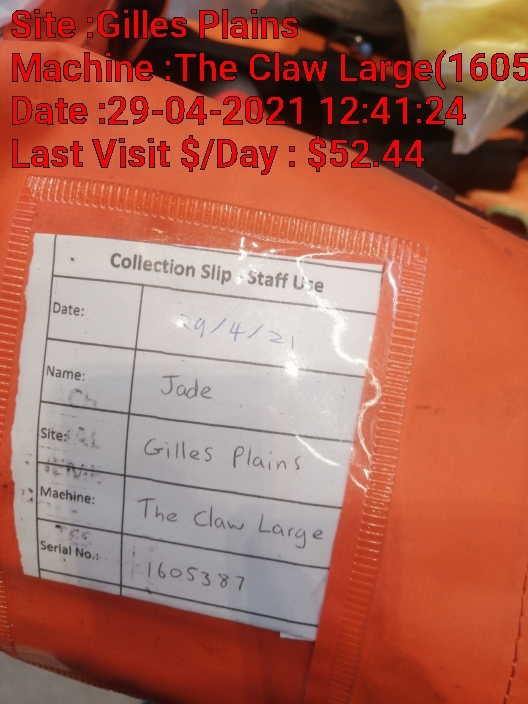 Site :Gilles Plains
Machine :The Claw Large(1605
Date :29-04-2021 12:41:24
Last Visit $/Day : $52.44
Collection Slip - Staff Use
Date: 29/4/21
Name: Jade
Site: Gilles Plains
Machine: The Claw Large
Serial No.: 1605387